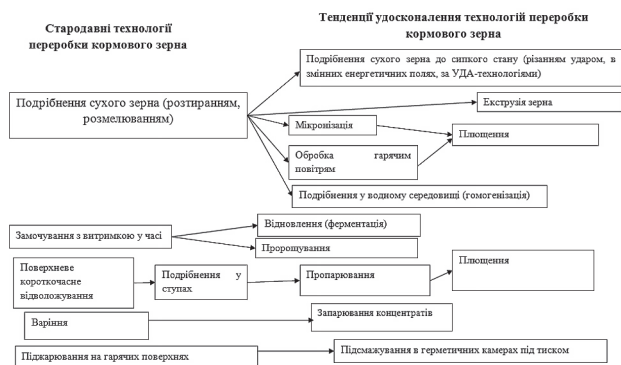 Стародавні технології
переробки кормового зерна
Тенденції удосконалення технологій переробки
кормового зерна
Подрібнення сухого зерна (розтиранням,
розмелюванням)
Подрібнення сухого зерна до сипкого стану (різанням ударом, в
змінних енергетичних полях, за УДА-технологіями)
Екструзія зерна
Мікронізація
Плющення
Обробка гарячим
повітрям
Подрібнення у водному середовищі (гомогенізація)
Замочування з витримкою у часі
Відновлення (ферментація)
Пророщування
Поверхневе
короткочасне
відволожування
Подрібнення у
ступах
Пропарювання
Плющення
Варіння
Запарювання концентратів
Піджарювання на гарячих поверхнях
Підсмажування в герметичних камерах під тиском